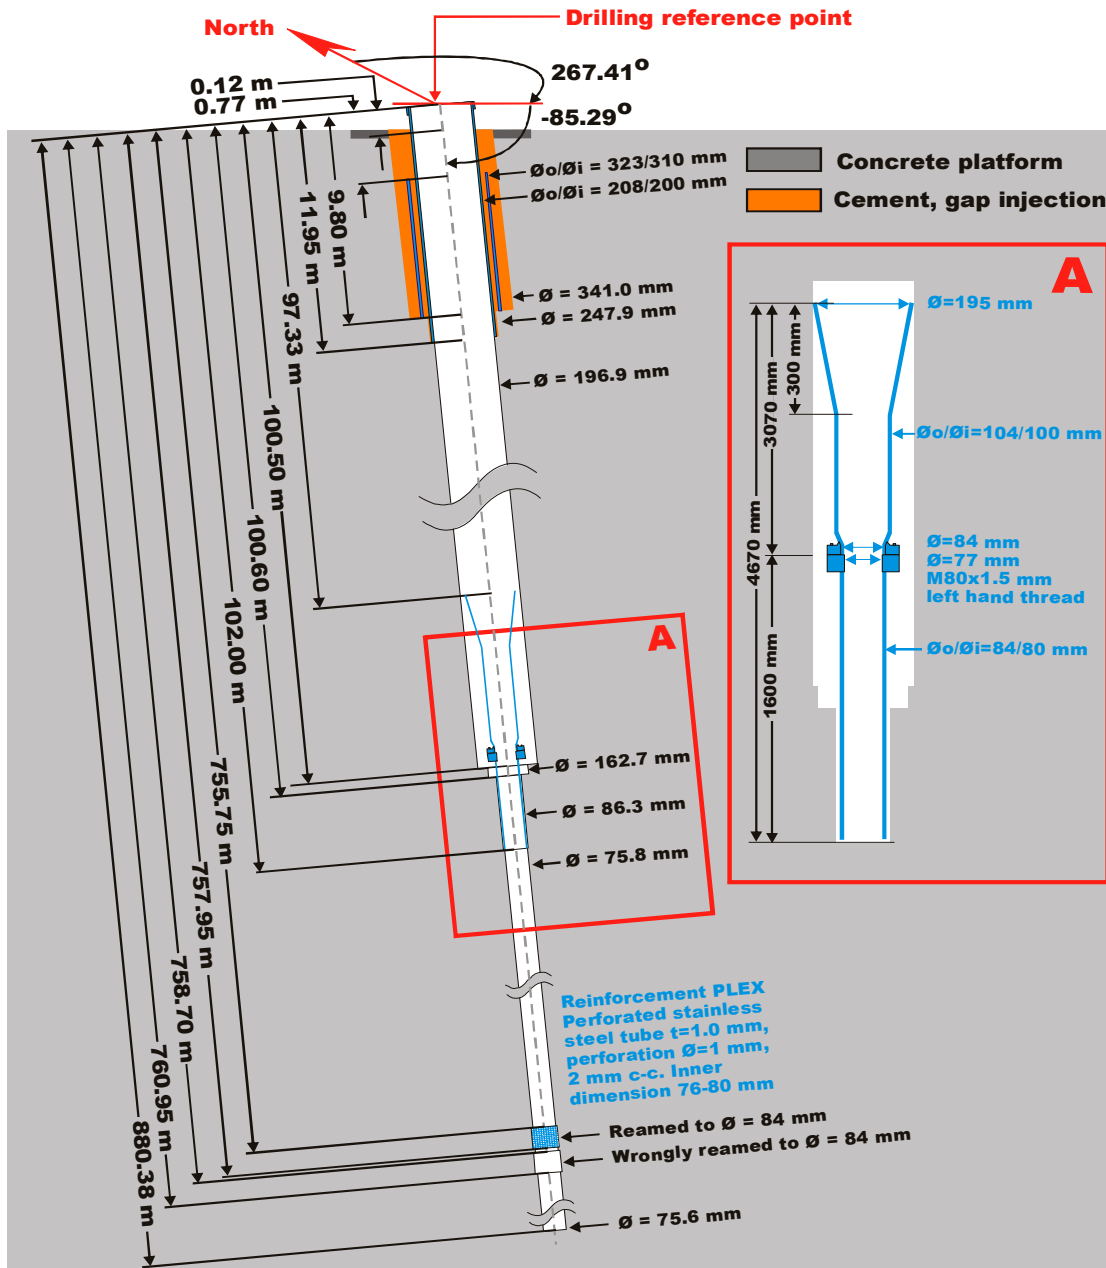 Drilling reference point
North
267.41º
-85.29º
0.12 m
0.77 m
Øo/Øi = 323/310 mm
Øo/Øi = 208/200 mm
Concrete platform
Cement, gap injection
9.80 m
11.95 m
97.33 m
100.50 m
100.60 m
102.00 m
755.75 m
757.95 m
758.70 m
760.95 m
880.38 m
Ø = 341.0 mm
Ø = 247.9 mm
Ø = 196.9 mm
A
Ø = 162.7 mm
Ø = 86.3 mm
Ø = 75.8 mm
Reinforcement PLEX
Perforated stainless
steel tube t=1.0 mm,
perforation Ø=1 mm,
2 mm c-c. Inner
dimension 76-80 mm
Reamed to Ø = 84 mm
Wrongly reamed to Ø = 84 mm
Ø = 75.6 mm
A
Ø=195 mm
300 mm
3070 mm
4670 mm
1600 mm
Øo/Øi=104/100 mm
Ø=84 mm
Ø=77 mm
M80x1.5 mm
left hand thread
Øo/Øi=84/80 mm